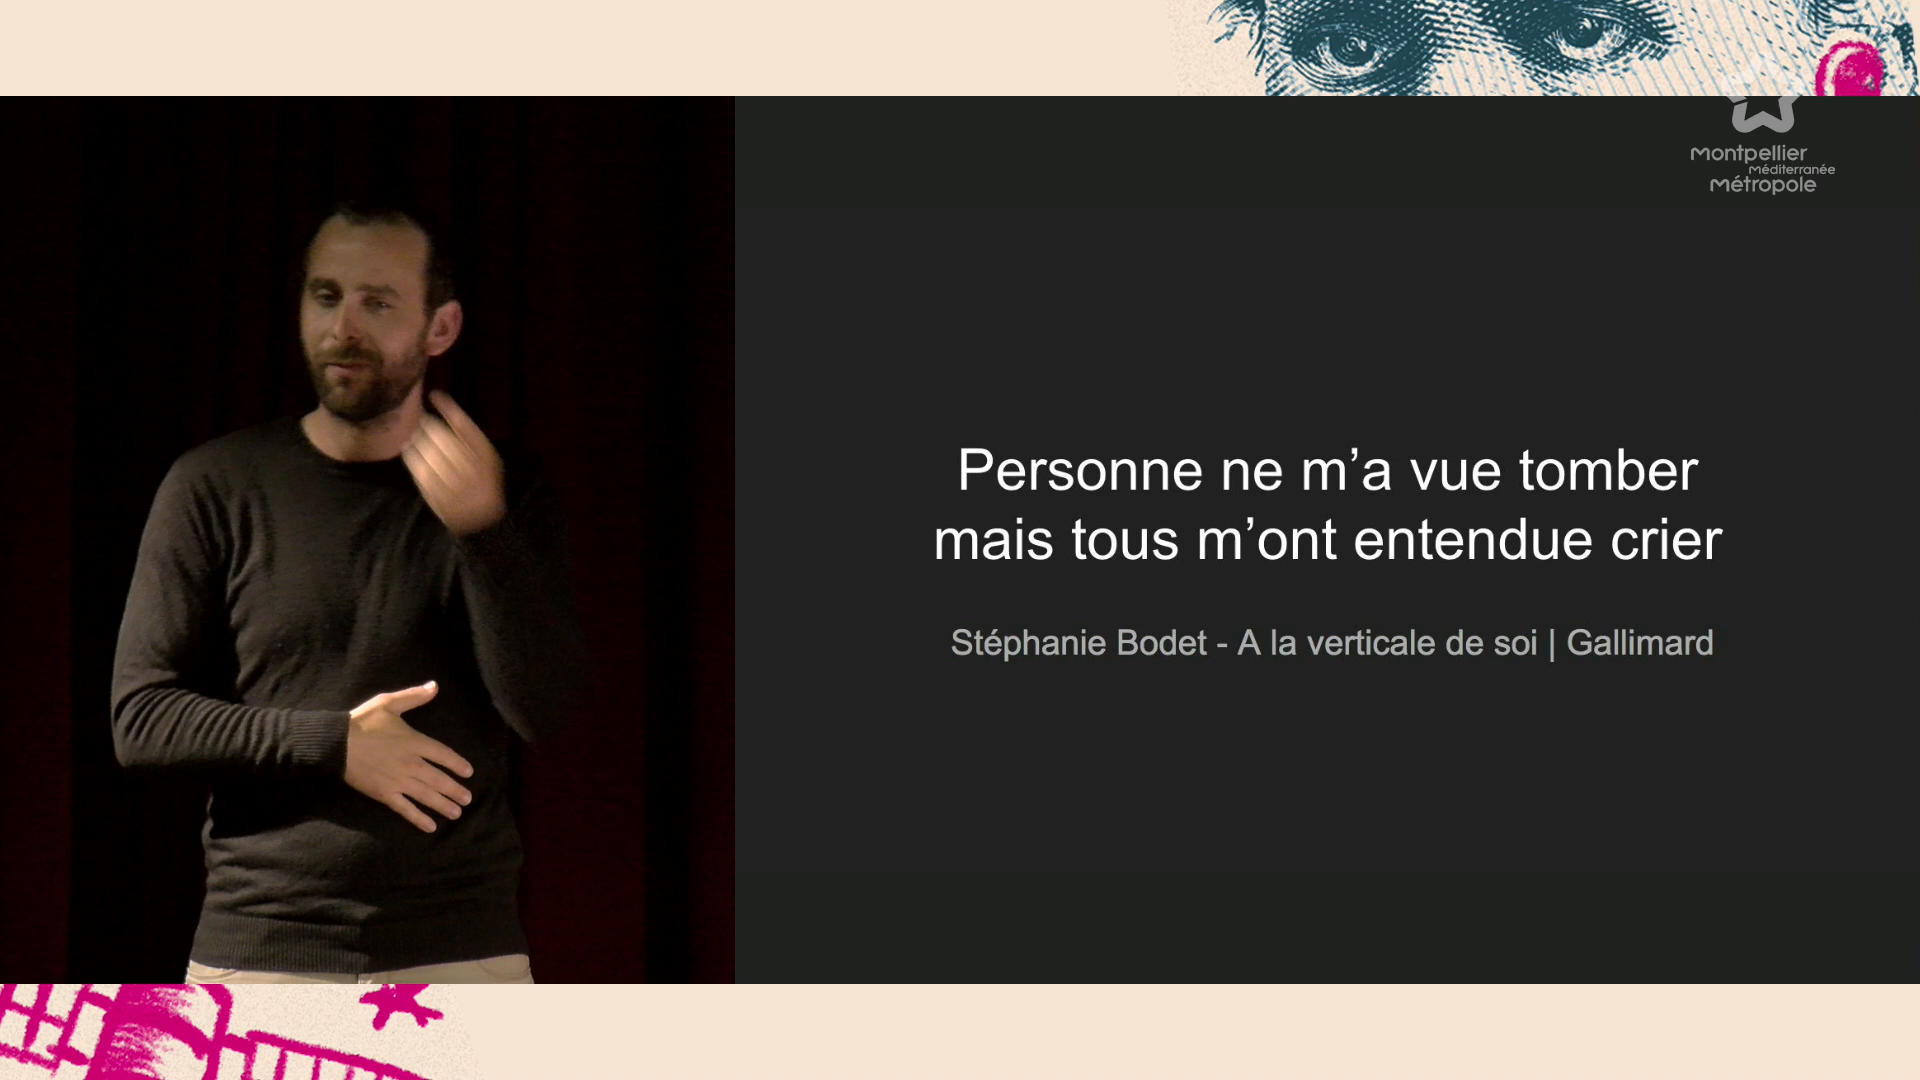 montpellier
méditerranée
métropole
Personne ne m’a vue tomber
mais tous m’ont entendue crier
Stéphanie Bodet - A la verticale de soi | Gallimard